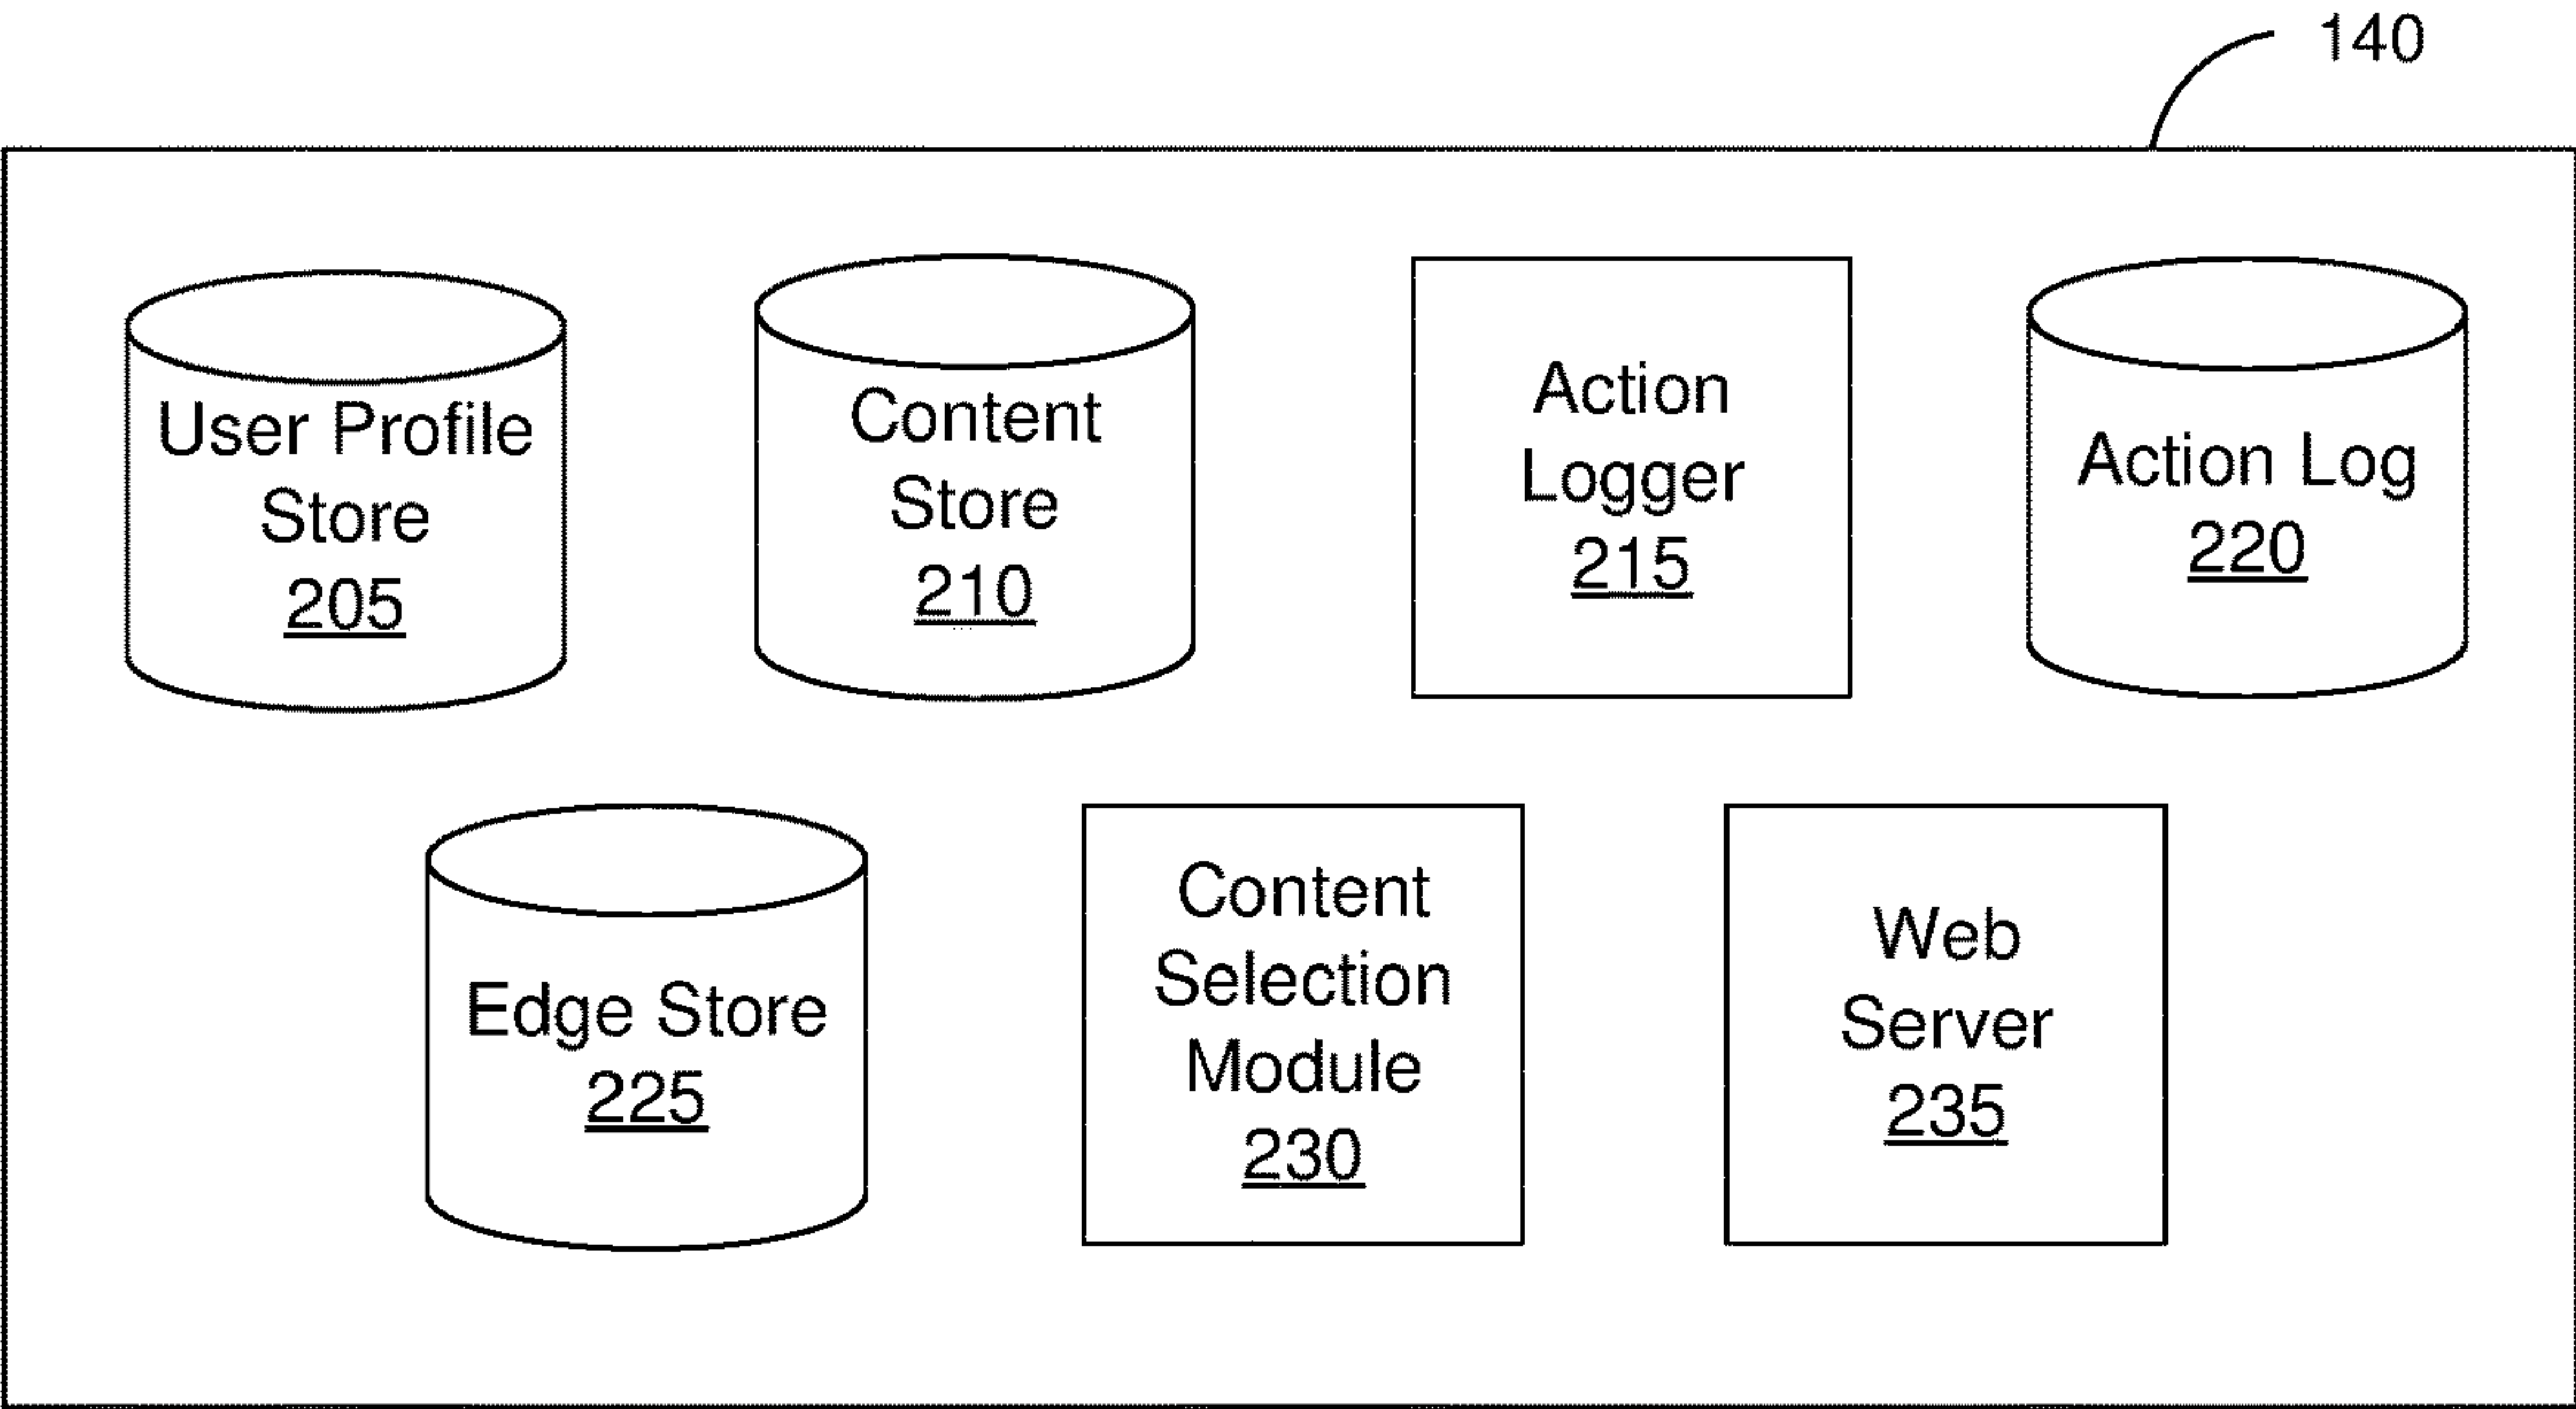 140
User Profile
Store
205
Content
Store
210
Action
Logger
215
Action Log
220
Edge Store
225
Content
Selection
Module
230
Web
Server
235